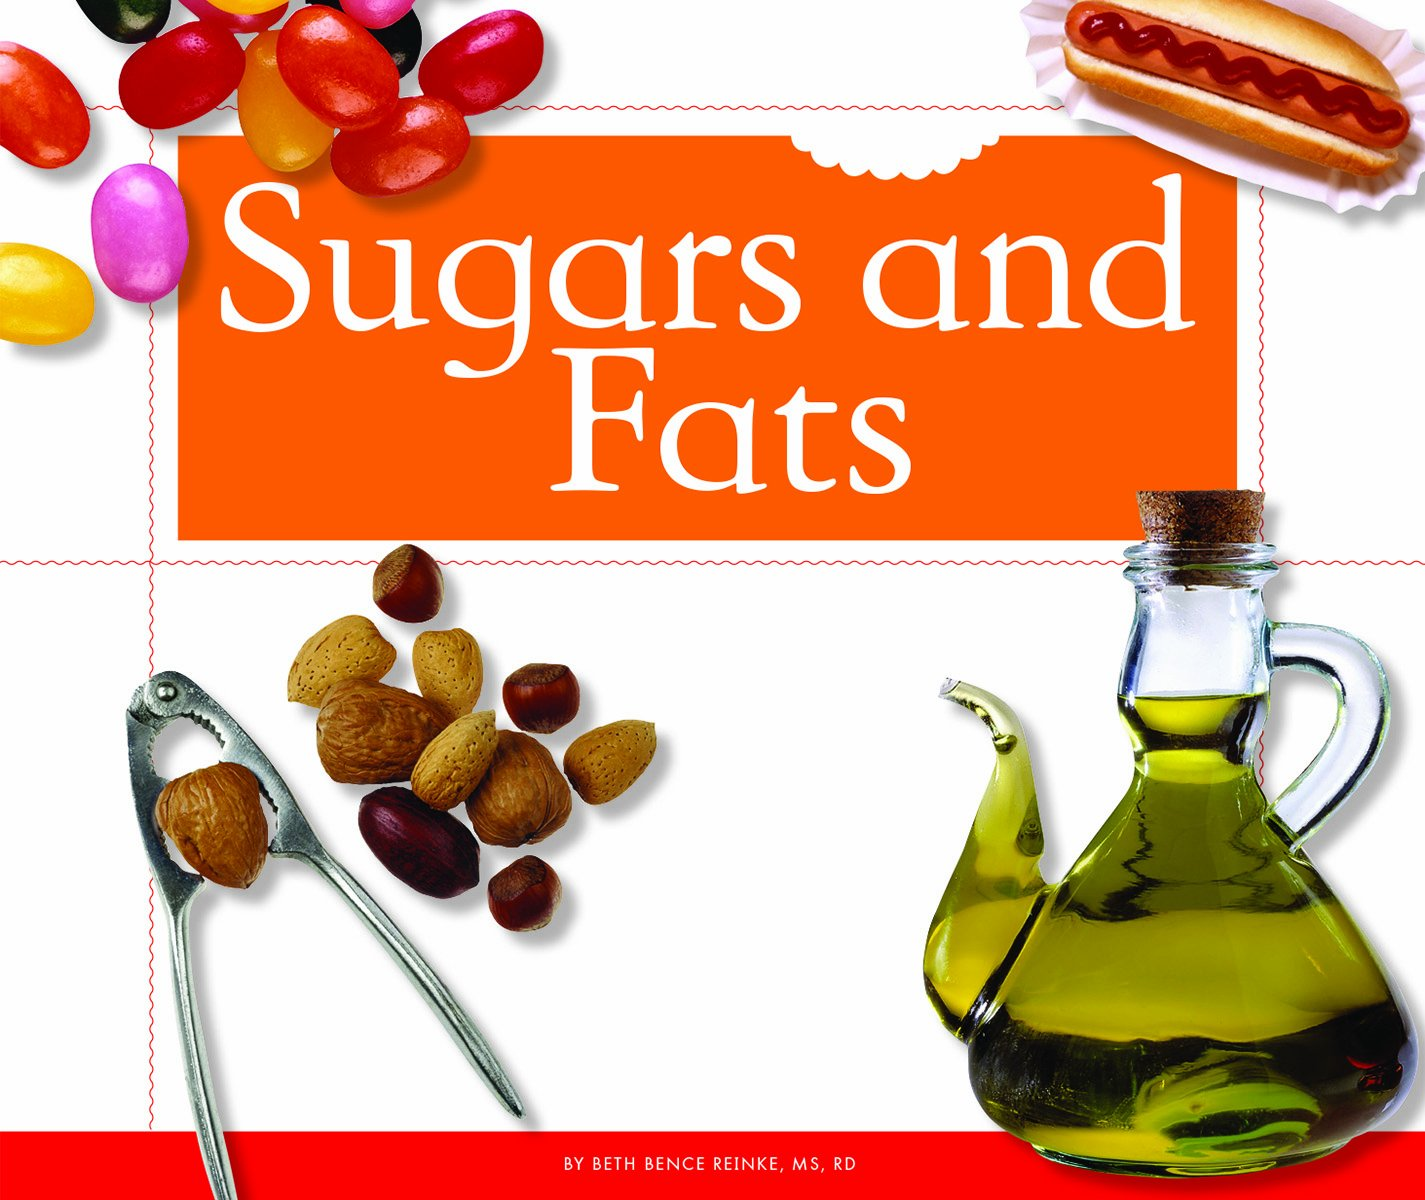 Sugars and
Fats
BY BETH BENCE REINKE, MS, RD